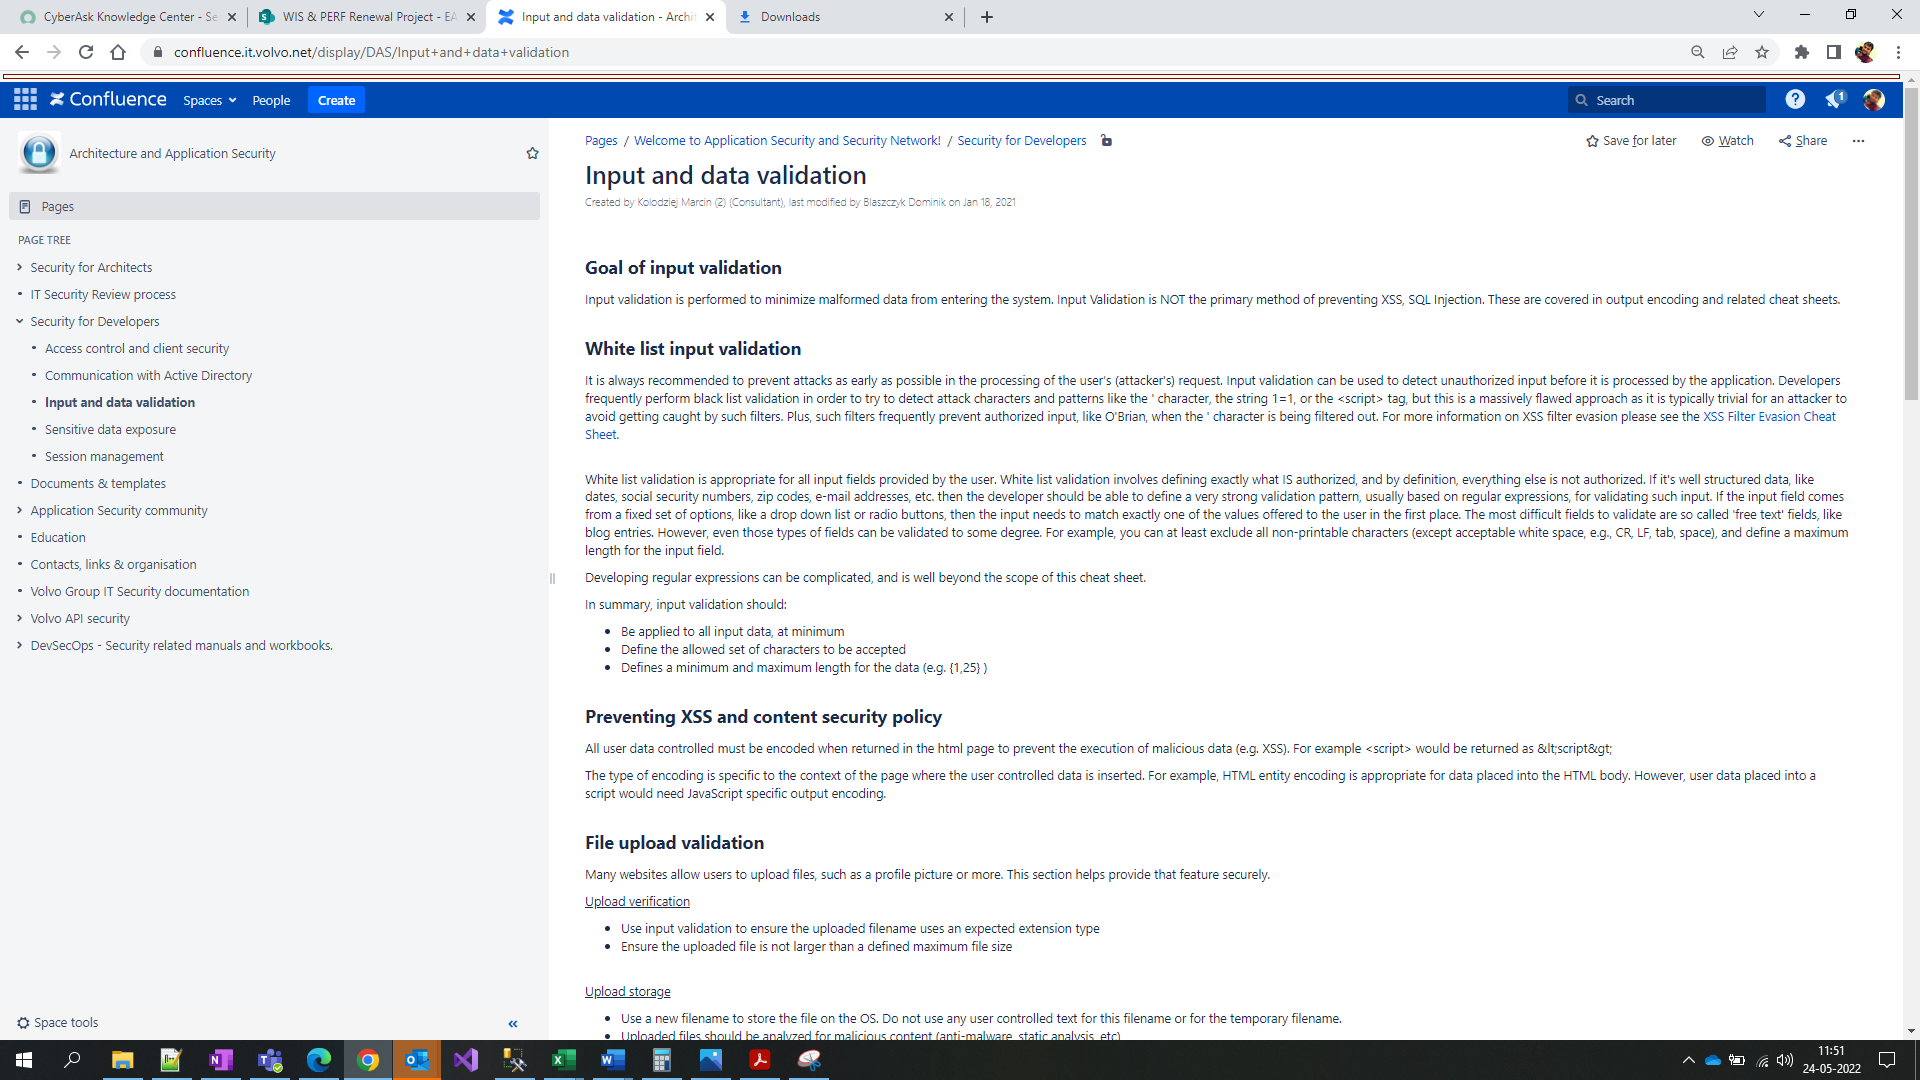 CyberAsk Knowledge Center - Se
WIS & PERF Renewal Project - EA
Input and data validation - Archi
Downloads
confluence.it.volvo.net/display/DAS/Input+and+data+validation
Confluence
Spaces
People
Create
Search
1
Architecture and Application Security
Pages
PAGE TREE
Security for Architects
IT Security Review process
Security for Developers
Access control and client security
Communication with Active Directory
Input and data validation
Sensitive data exposure
Session management
Documents & templates
Application Security community
Education
Contacts, links & organisation
Volvo Group IT Security documentation
Volvo API security
DevSecOps - Security related manuals and workbooks.
Space tools
Pages / Welcome to Application Security and Security Network! / Security for Developers
Save for later
Watch
Share
Input and data validation
Created by Kolodziej Marcin (2) (Consultant), last modified by Blaszczyk Dominik on Jan 18, 2021
Goal of input validation
Input validation is performed to minimize malformed data from entering the system. Input Validation is NOT the primary method of preventing XSS, SQL Injection. These are covered in output encoding and related cheat sheets.
White list input validation
It is always recommended to prevent attacks as early as possible in the processing of the user's (attacker's) request. Input validation can be used to detect unauthorized input before it is processed by the application. Developers
frequently perform black list validation in order to try to detect attack characters and patterns like the ' character, the string 1=1, or the <script> tag, but this is a massively flawed approach as it is typically trivial for an attacker to
avoid getting caught by such filters. Plus, such filters frequently prevent authorized input, like O'Brian, when the ' character is being filtered out. For more information on XSS filter evasion please see the XSS Filter Evasion Cheat
Sheet.
White list validation is appropriate for all input fields provided by the user. White list validation involves defining exactly what IS authorized, and by definition, everything else is not authorized. If it's well structured data, like
dates, social security numbers, zip codes, e-mail addresses, etc. then the developer should be able to define a very strong validation pattern, usually based on regular expressions, for validating such input. If the input field comes
from a fixed set of options, like a drop down list or radio buttons, then the input needs to match exactly one of the values offered to the user in the first place. The most difficult fields to validate are so called 'free text' fields, like
blog entries. However, even those types of fields can be validated to some degree. For example, you can at least exclude all non-printable characters (except acceptable white space, e.g., CR, LF, tab, space), and define a maximum
length for the input field.
Developing regular expressions can be complicated, and is well beyond the scope of this cheat sheet.
In summary, input validation should:
Be applied to all input data, at minimum
Define the allowed set of characters to be accepted
Defines a minimum and maximum length for the data (e.g. {1,25} )
Preventing XSS and content security policy
All user data controlled must be encoded when returned in the html page to prevent the execution of malicious data (e.g. XSS). For example <script> would be returned as &lt;script&gt;
The type of encoding is specific to the context of the page where the user controlled data is inserted. For example, HTML entity encoding is appropriate for data placed into the HTML body. However, user data placed into a
script would need JavaScript specific output encoding.
File upload validation
Many websites allow users to upload files, such as a profile picture or more. This section helps provide that feature securely.
Upload verification
Use input validation to ensure the uploaded filename uses an expected extension type
Ensure the uploaded file is not larger than a defined maximum file size
Upload storage
Use a new filename to store the file on the OS. Do not use any user controlled text for this filename or for the temporary filename.
Uploaded files should be analyzed for malicious content (anti-malware, static analysis, etc)
11:51
24-05-2022